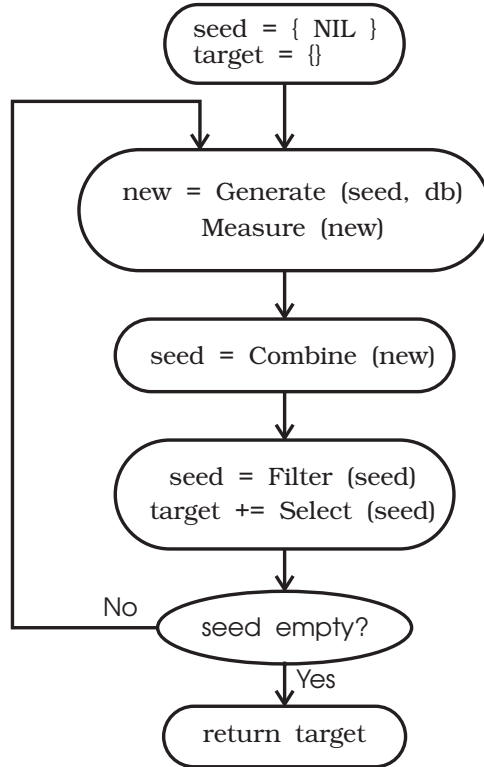 seed = { NIL }
target = {}
new = Generate (seed, db)
Measure (new)
seed = Combine (new)
seed = Filter (seed)
target += Select (seed)
No
seed empty?
Yes
return target